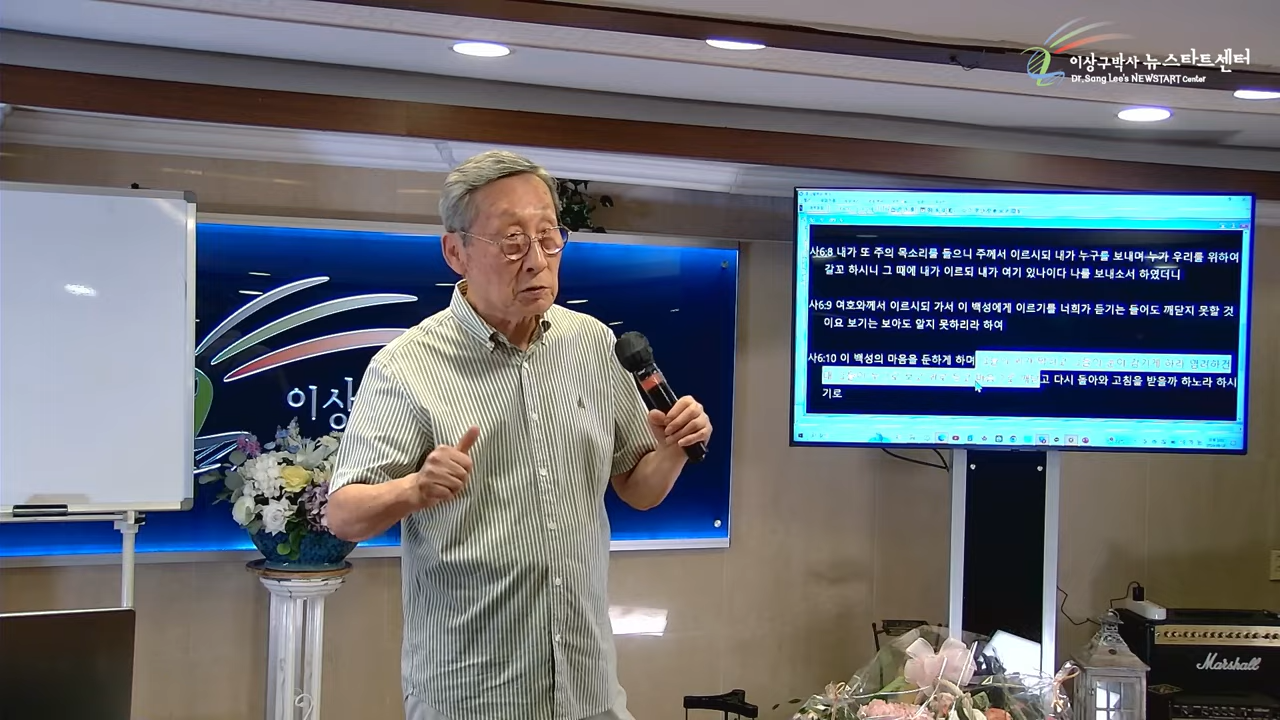 이상구박사 뉴스타트센터
Dr. Sang Lee's NEWSTART Center
이상
사6:8 내가 또 주의 목소리를 들으니 주께서 이르시되 내가 누구를 보내며 누가 우리를 위하여
갈꼬 하시니 그 때에 내가 이르되 내가 여기 있나이다 나를 보내소서 하였더니
사6:9 여호와께서 이르시되 가서 이 백성에게 이르기를 너희가 듣기는 들어도 깨닫지 못할 것
이요 보기는 보아도 알지 못하리라 하여
사6:10 이 백성의 마음을 둔하게 하며
고 다시 돌아와 고침을 받을까 하노라 하시
기로
Marshall